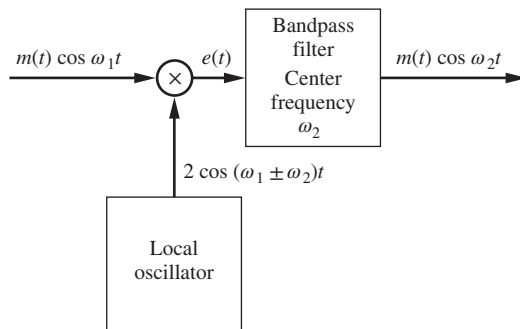 m(t) cos ω₁t
e(t)
Bandpass
filter
Center
frequency
ω₂
m(t) cos ω₂t
×
2 cos (ω₁ ± ω₂)t
Local
oscillator